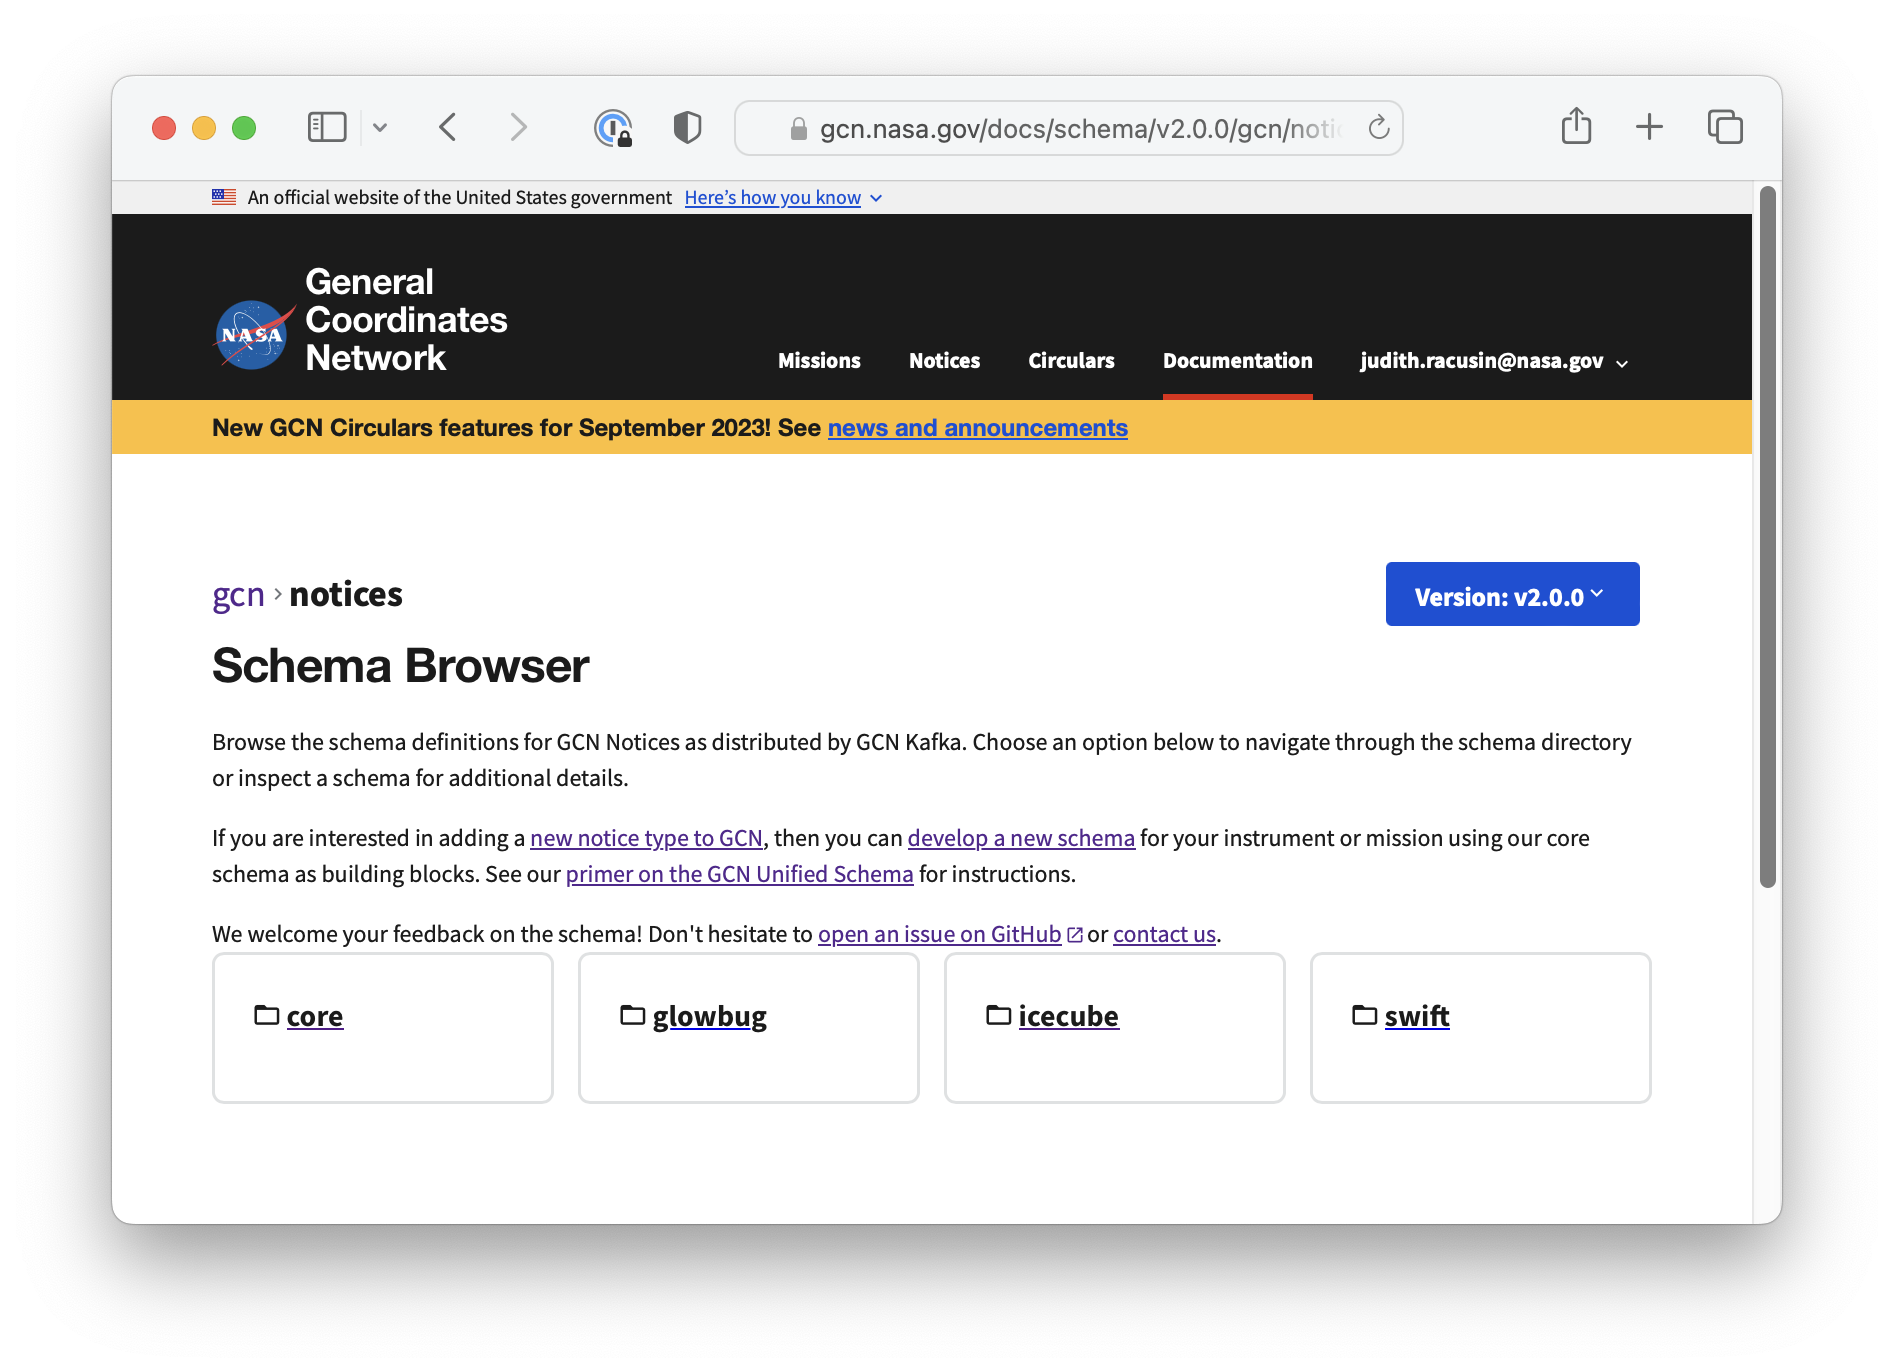 gcn.nasa.gov/docs/schema/v2.0.0/gcn/noti
An official website of the United States government Here’s how you know
General
Coordinates
Network
NASA
Missions Notices Circulars Documentation judith.racusin@nasa.gov
New GCN Circulars features for September 2023! See news and announcements
gcn › notices
Version: v2.0.0
Schema Browser
Browse the schema definitions for GCN Notices as distributed by GCN Kafka. Choose an option below to navigate through the schema directory
or inspect a schema for additional details.
If you are interested in adding a new notice type to GCN, then you can develop a new schema for your instrument or mission using our core
schema as building blocks. See our primer on the GCN Unified Schema for instructions.
We welcome your feedback on the schema! Don't hesitate to open an issue on GitHub or contact us.
core
glowbug
icecube
swift